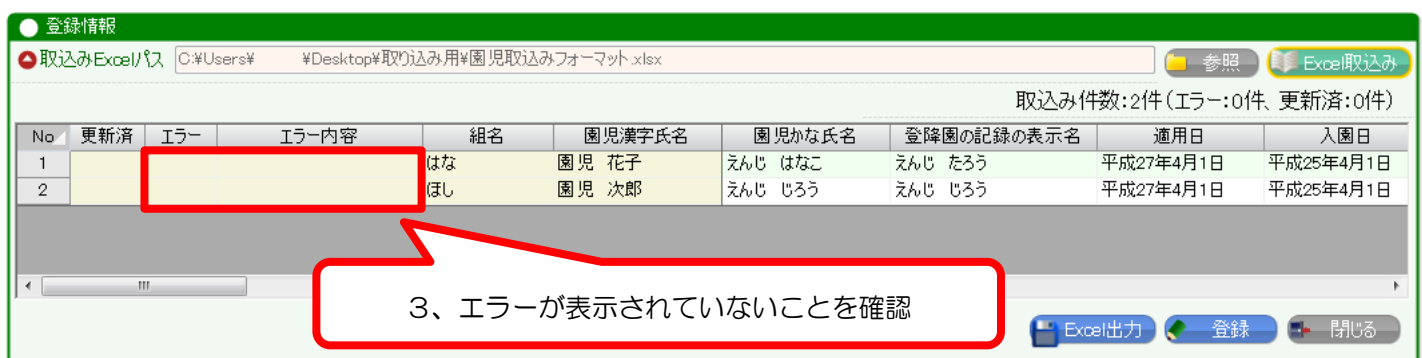 登録情報
取込みExcelパス C:¥Users¥ ¥Desktop¥取り込み用¥園児取込みフォーマット.xlsx 参照 Excel取込み
取込み件数:2件(エラー:0件、更新済:0件)
No 更新済 エラー エラー内容 組名 園児漢字氏名 園児かな氏名 登降園の記録の表示名 適用日 入園日
1 はな 園児 花子 えんじ はなこ えんじ たろう 平成27年4月1日 平成25年4月1日
2 ほし 園児 次郎 えんじ じろう えんじ じろう 平成27年4月1日 平成25年4月1日
3、エラーが表示されていないことを確認
Excel出力 登録 閉じる